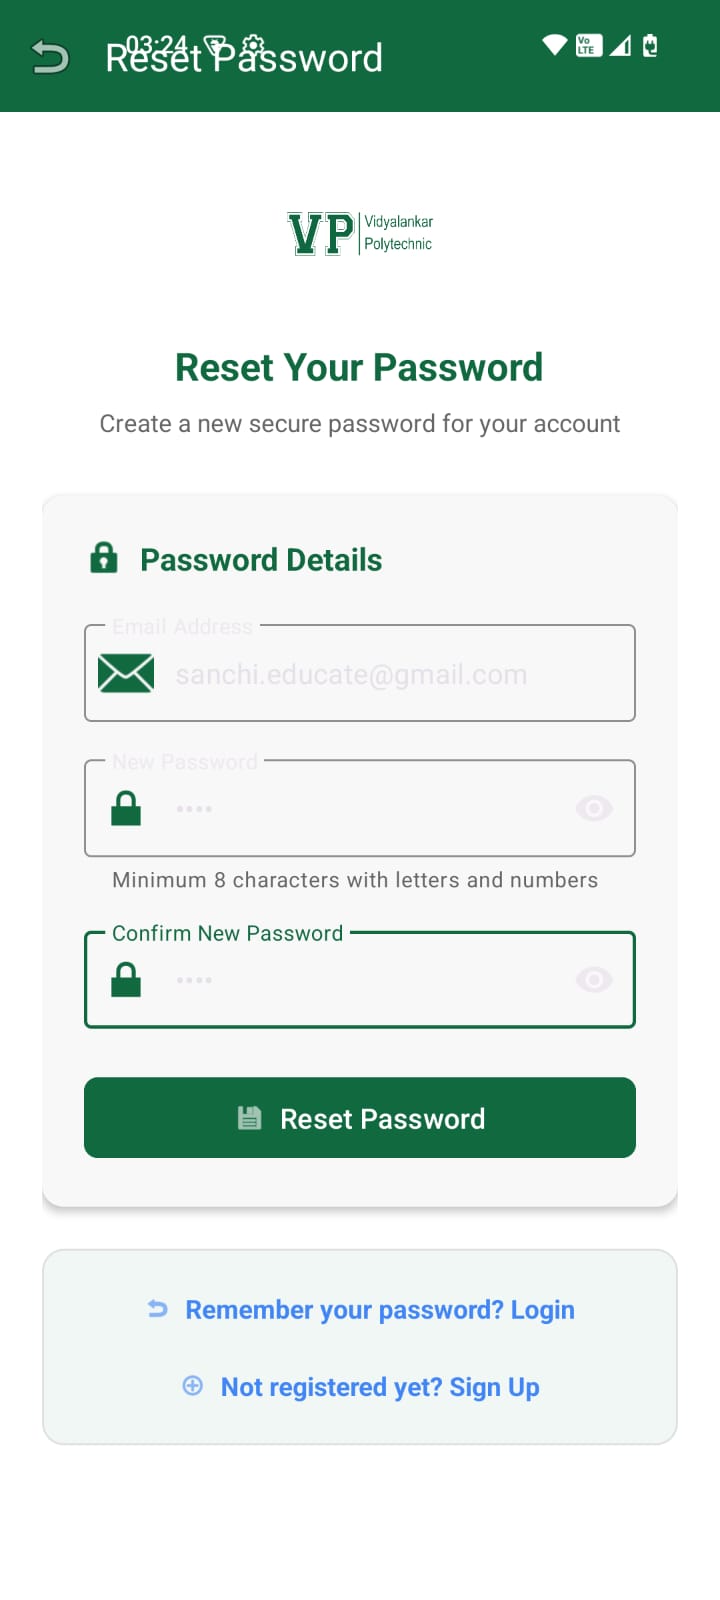 03:24
Reset Password
Vo
LTE
VP
Vidyalankar
Polytechnic
Reset Your Password
Create a new secure password for your account
Password Details
Email Address
sanchi.educate@gmail.com
New Password
••••
Minimum 8 characters with letters and numbers
Confirm New Password
••••
Reset Password
Remember your password? Login
Not registered yet? Sign Up